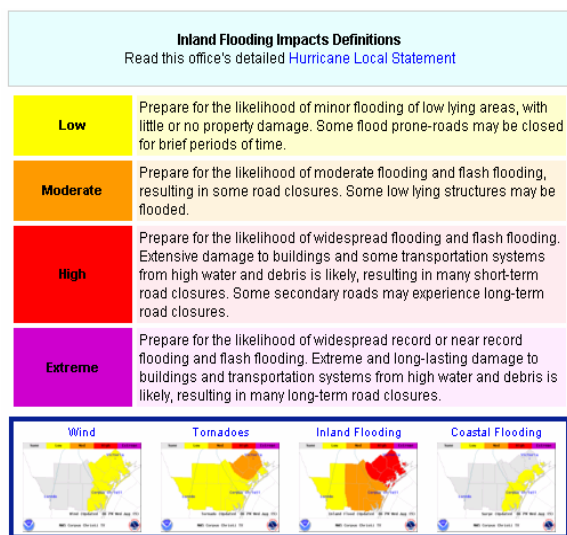 Inland Flooding Impacts Definitions
Read this office's detailed Hurricane Local Statement
Low
Prepare for the likelihood of minor flooding of low lying areas, with
little or no property damage. Some flood prone-roads may be closed
for brief periods of time.
Moderate
Prepare for the likelihood of moderate flooding and flash flooding,
resulting in some road closures. Some low lying structures may be
flooded.
High
Prepare for the likelihood of widespread flooding and flash flooding.
Extensive damage to buildings and some transportation systems
from high water and debris is likely, resulting in many short-term
road closures. Some secondary roads may experience long-term
road closures.
Extreme
Prepare for the likelihood of widespread record or near record
flooding and flash flooding. Extreme and long-lasting damage to
buildings and transportation systems from high water and debris is
likely, resulting in many long-term road closures.
Wind Tornadoes Inland Flooding Coastal Flooding